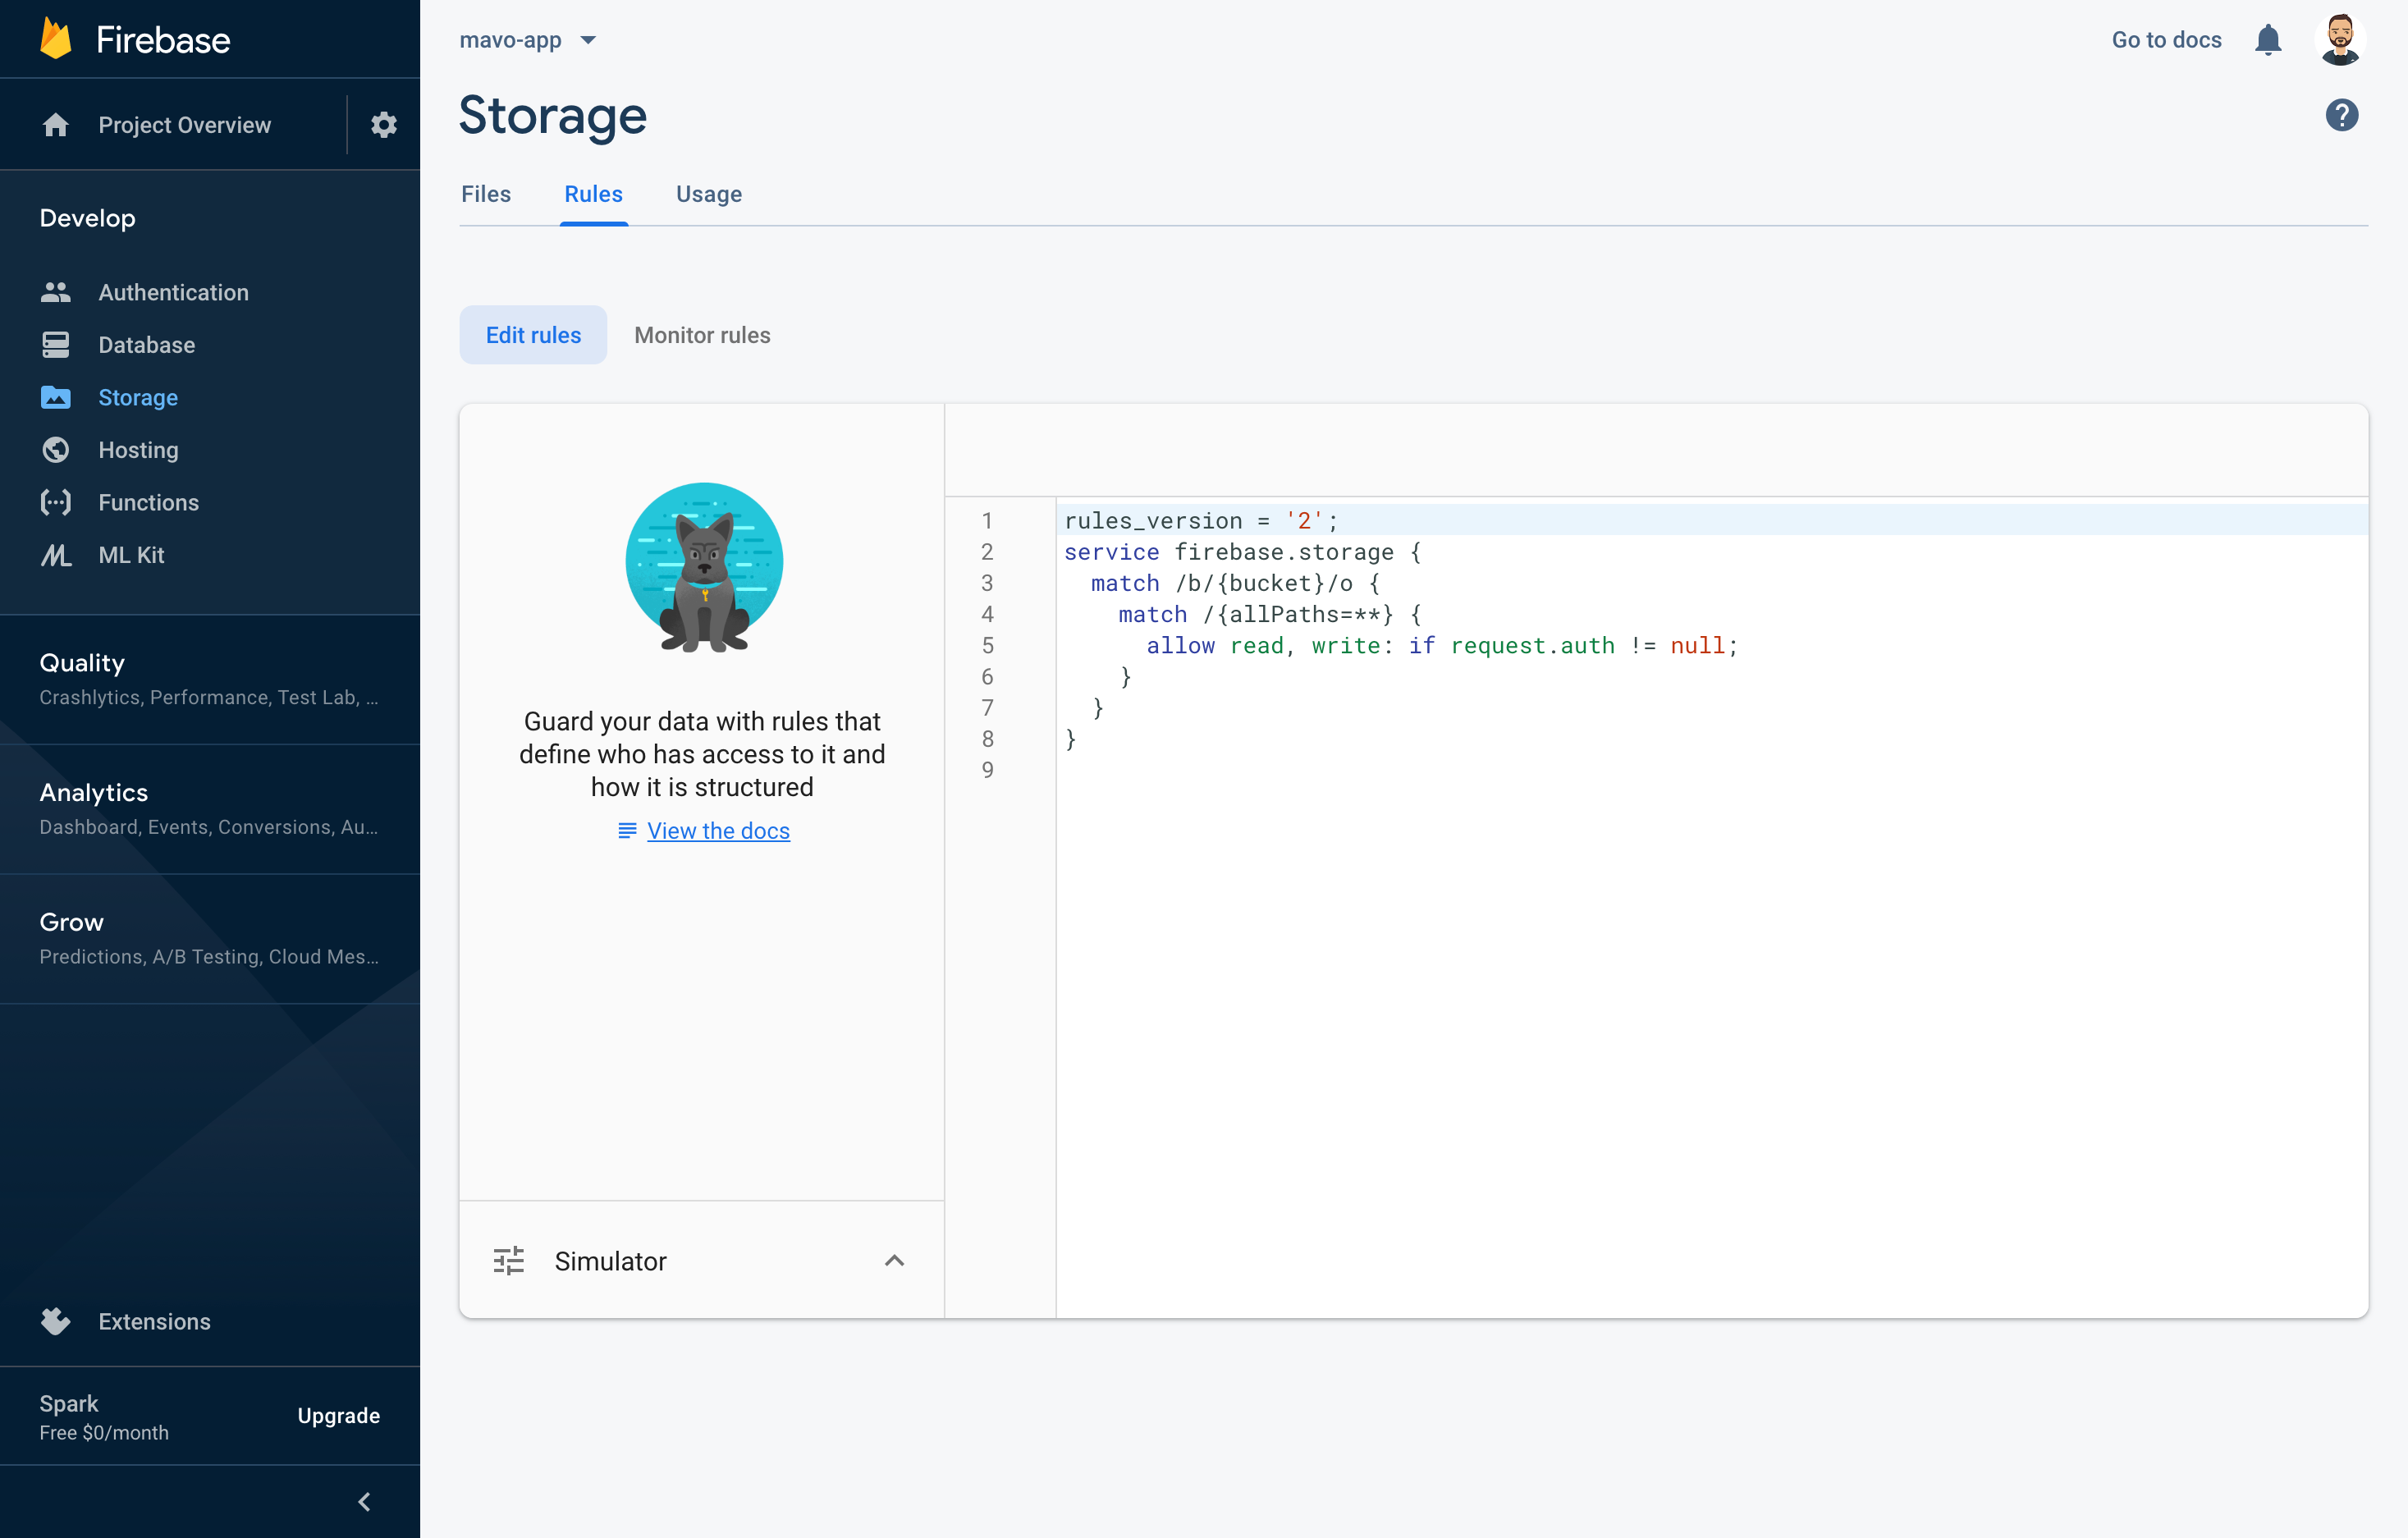 Firebase
Project Overview
Develop
Authentication
Database
Storage
Hosting
Functions
ML Kit
Quality
Crashlytics, Performance, Test Lab, ...
Analytics
Dashboard, Events, Conversions, Au...
Grow
Predictions, A/B Testing, Cloud Mes...
Extensions
Spark
Free $0/month
Upgrade
mavo-app
Go to docs
Storage
Files Rules Usage
Edit rules Monitor rules
Guard your data with rules that
define who has access to it and
how it is structured
View the docs
Simulator
1 rules_version = '2';
2 service firebase.storage {
3   match /b/{bucket}/o {
4     match /{allPaths=**} {
5       allow read, write: if request.auth != null;
6     }
7   }
8 }
9